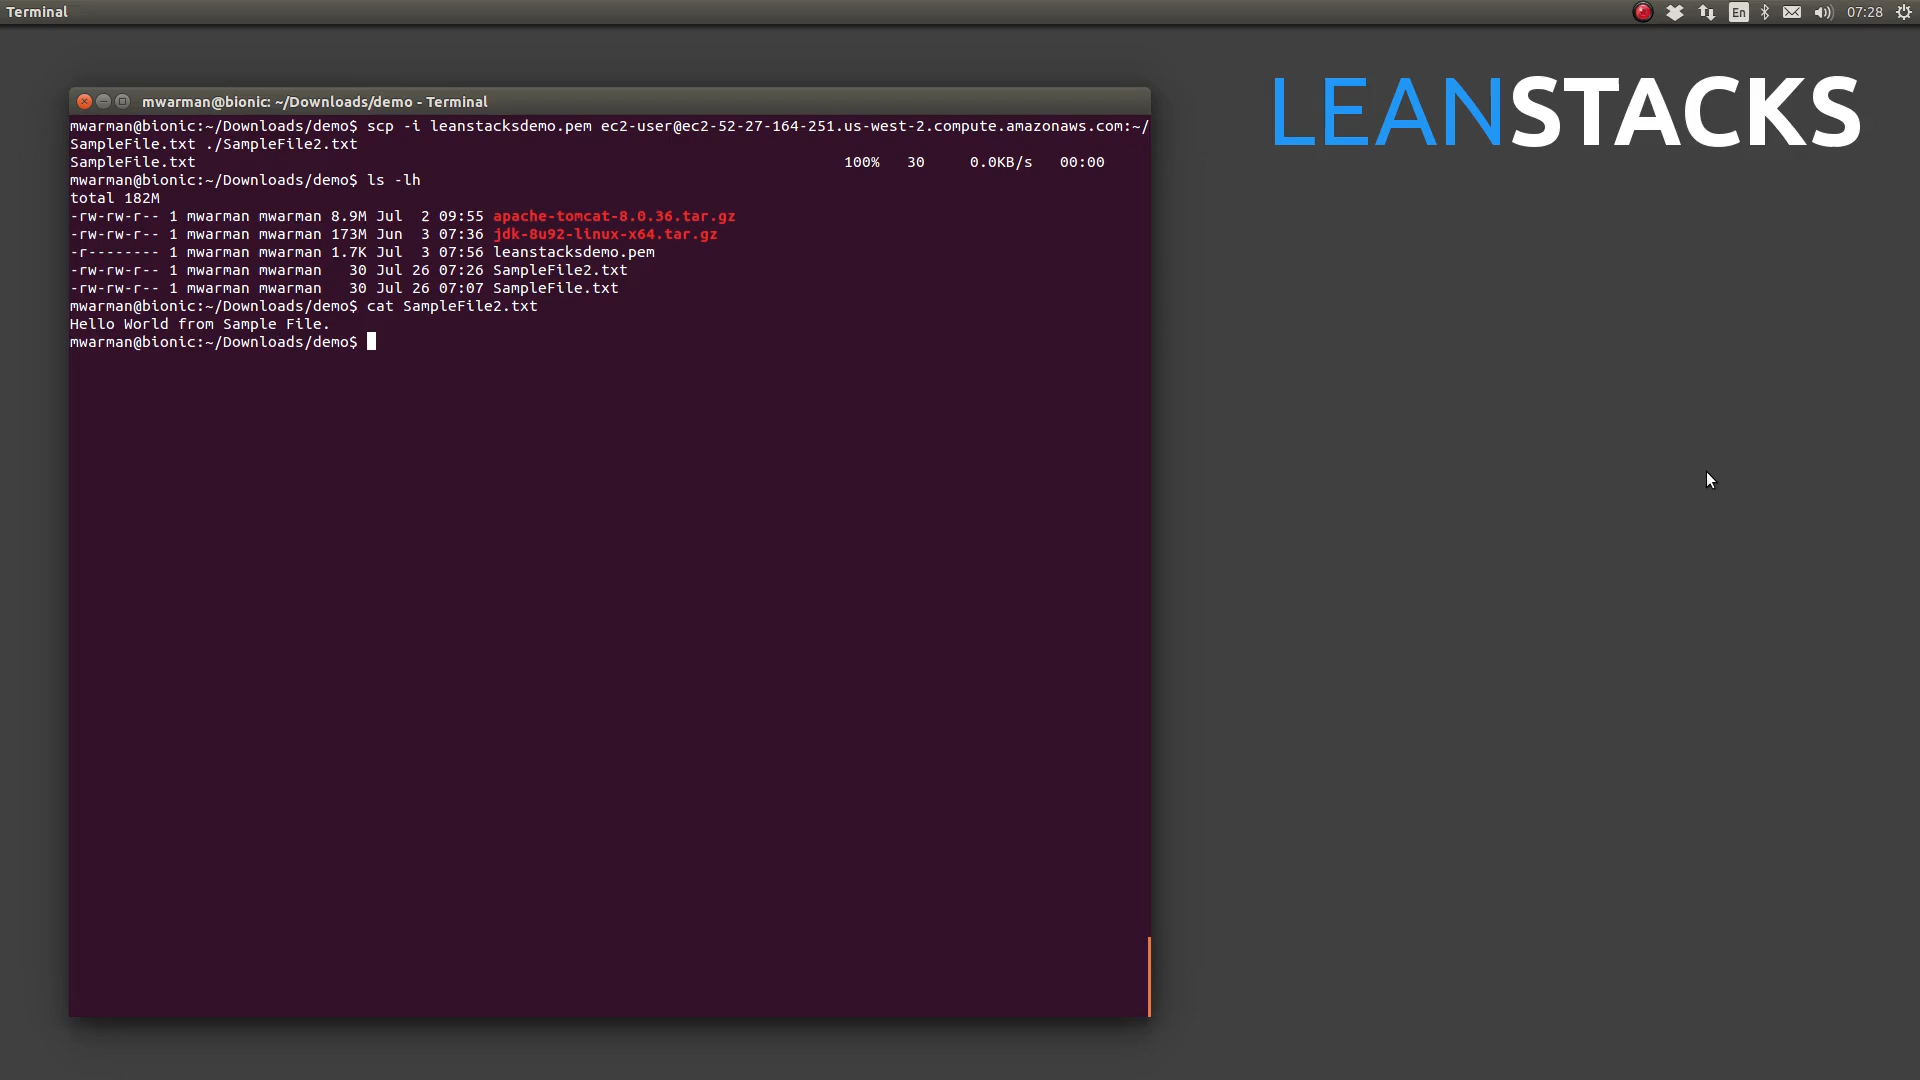 Terminal
En
07:28
LEANSTACKS
mwarman@bionic: ~/Downloads/demo - Terminal
mwarman@bionic:~/Downloads/demo$ scp -i leanstacksdemo.pem ec2-user@ec2-52-27-164-251.us-west-2.compute.amazonaws.com:~/
SampleFile.txt ./SampleFile2.txt
SampleFile.txt 100% 30 0.0KB/s 00:00
mwarman@bionic:~/Downloads/demo$ ls -lh
total 182M
-rw-rw-r-- 1 mwarman mwarman 8.9M Jul 2 09:55 apache-tomcat-8.0.36.tar.gz
-rw-rw-r-- 1 mwarman mwarman 173M Jun 3 07:36 jdk-8u92-linux-x64.tar.gz
-r-------- 1 mwarman mwarman 1.7K Jul 3 07:56 leanstacksdemo.pem
-rw-rw-r-- 1 mwarman mwarman 30 Jul 26 07:26 SampleFile2.txt
-rw-rw-r-- 1 mwarman mwarman 30 Jul 26 07:07 SampleFile.txt
mwarman@bionic:~/Downloads/demo$ cat SampleFile2.txt
Hello World from Sample File.
mwarman@bionic:~/Downloads/demo$